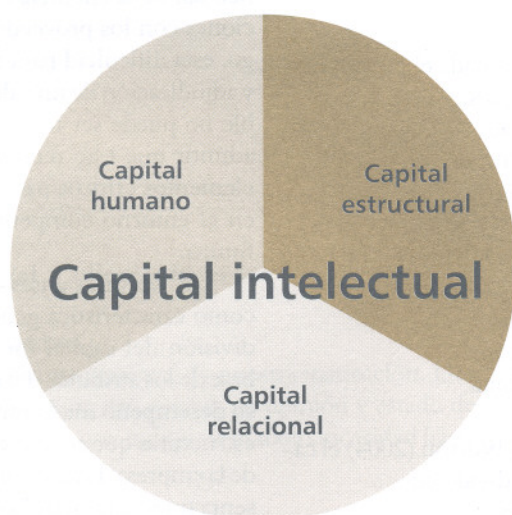 Capital
humano
Capital
estructural
Capital intelectual
Capital
relacional